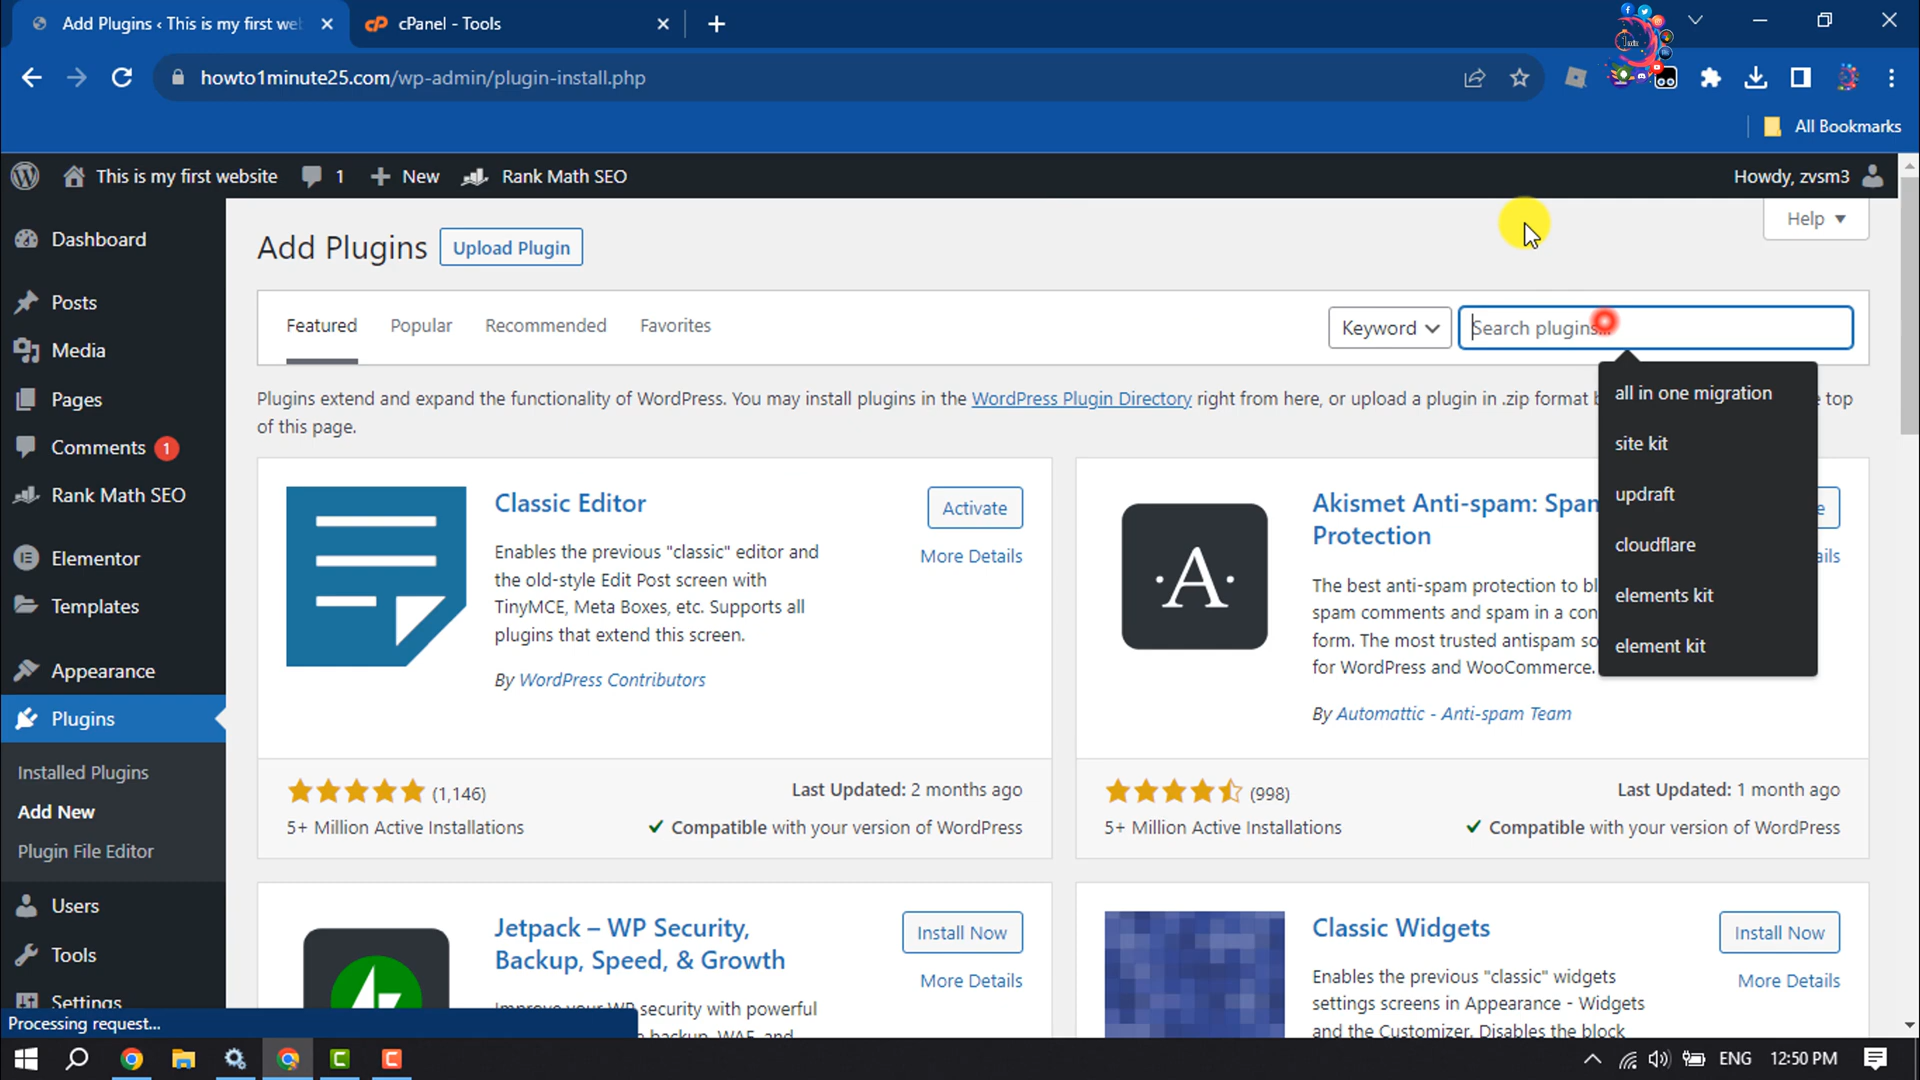 Add Plugins ‹ This is my first we
cPanel - Tools
howto1minute25.com/wp-admin/plugin-install.php
All Bookmarks
This is my first website
1
New
Rank Math SEO
Howdy, zvsm3
Dashboard
Posts
Media
Pages
Comments 1
Rank Math SEO
Elementor
Templates
Appearance
Plugins
Installed Plugins
Add New
Plugin File Editor
Users
Tools
Settings
Help
Add Plugins
Upload Plugin
Featured
Popular
Recommended
Favorites
Keyword
Search plugins...
all in one migration
site kit
updraft
cloudflare
elements kit
element kit
Plugins extend and expand the functionality of WordPress. You may install plugins in the WordPress Plugin Directory right from here, or upload a plugin in .zip format b
top
of this page.
Classic Editor
Activate
More Details
Enables the previous "classic" editor and
the old-style Edit Post screen with
TinyMCE, Meta Boxes, etc. Supports all
plugins that extend this screen.
By WordPress Contributors
(1,146)
5+ Million Active Installations
Last Updated: 2 months ago
Compatible with your version of WordPress
Akismet Anti-spam: Span
Protection
·A·
e
ails
The best anti-spam protection to bl
spam comments and spam in a con
form. The most trusted antispam so
for WordPress and WooCommerce.
By Automattic - Anti-spam Team
(998)
5+ Million Active Installations
Last Updated: 1 month ago
Compatible with your version of WordPress
Jetpack – WP Security,
Backup, Speed, & Growth
Install Now
More Details
Improve your WP security with powerful
backup, WAF, and
Classic Widgets
Install Now
More Details
Enables the previous "classic" widgets
settings screens in Appearance - Widgets
and the Customizer. Disables the block
Processing request...
ENG
12:50 PM